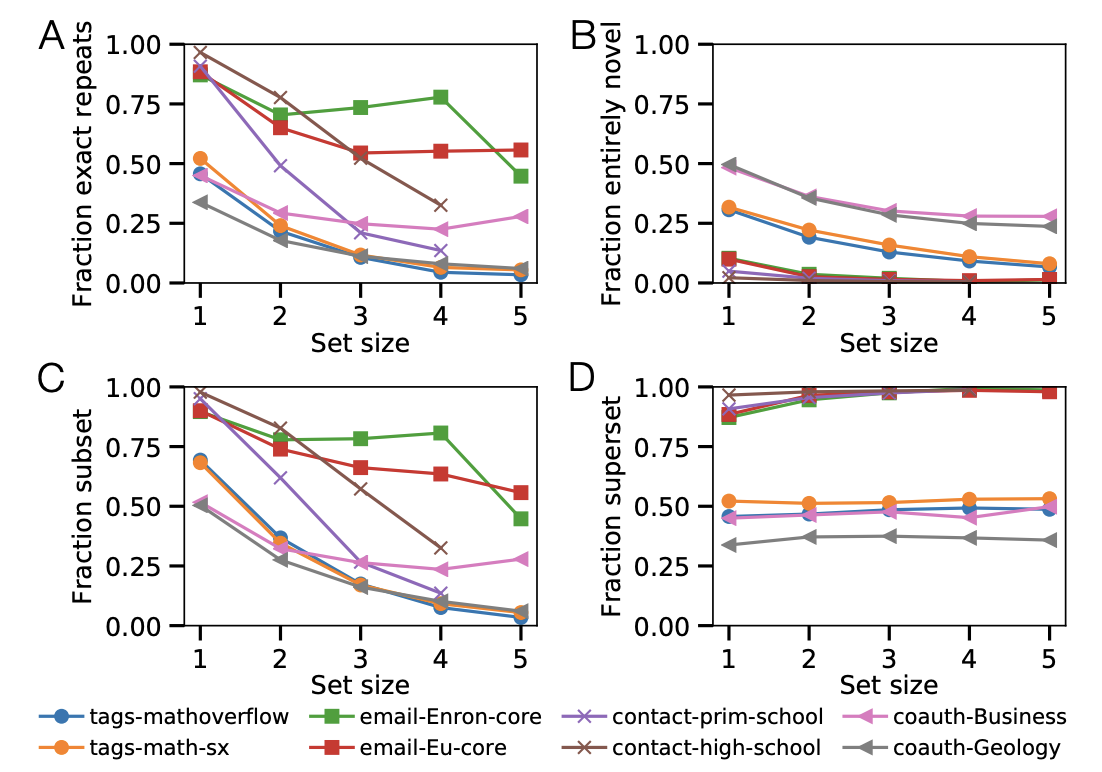 A
Fraction exact repeats
1.00
0.75
0.50
0.25
0.00
1 2 3 4 5
Set size
B
Fraction entirely novel
1.00
0.75
0.50
0.25
0.00
1 2 3 4 5
Set size
C
Fraction subset
1.00
0.75
0.50
0.25
0.00
1 2 3 4 5
Set size
D
Fraction superset
1.00
0.75
0.50
0.25
0.00
1 2 3 4 5
Set size
tags-mathoverflow
email-Enron-core
contact-prim-school
coauth-Business
tags-math-sx
email-Eu-core
contact-high-school
coauth-Geology